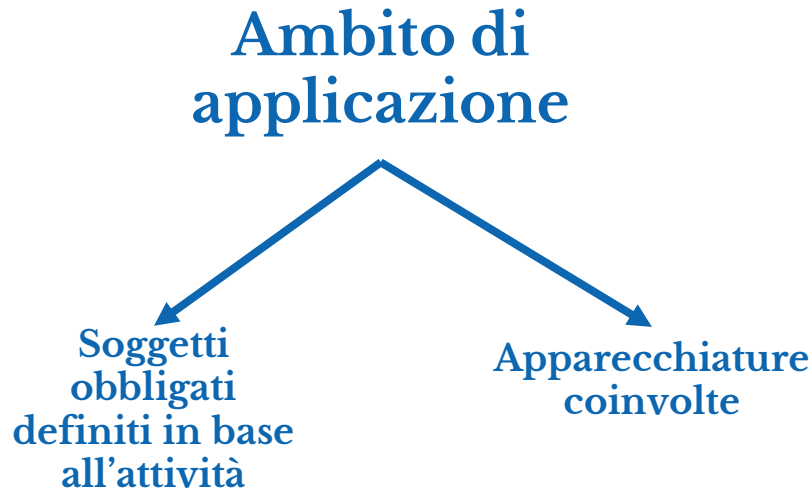 Ambito di
applicazione
Soggetti
obbligati
definiti in base
all’attività
Apparecchiature
coinvolte